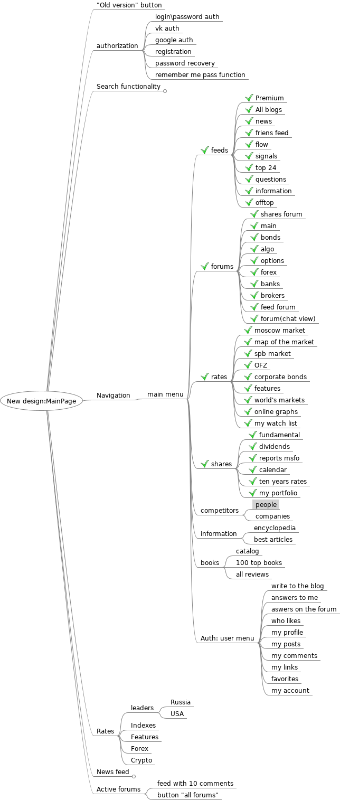 "Old version" button
authorization
login\password auth
vk auth
google auth
registration
password recovery
remember me pass function
Search functionality
New design:MainPage
Navigation
main menu
feeds
Premium
All blogs
news
friens feed
flow
signals
top 24
questions
information
offtop
forums
shares forum
main
bonds
algo
options
forex
banks
brokers
feed forum
forum(chat view)
rates
moscow market
map of the market
spb market
OFZ
corporate bonds
features
world's markets
online graphs
my watch list
shares
fundamental
dividends
reports msfo
calendar
ten years rates
my portfolio
competitors
people
companies
information
encyclopedia
best articles
books
catalog
100 top books
all reviews
Auth: user menu
write to the blog
answers to me
aswers on the forum
who likes
my profile
my posts
my comments
my links
favorites
my account
Rates
leaders
Russia
USA
Indexes
Features
Forex
Crypto
News feed
Active forums
feed with 10 comments
button "all forums"